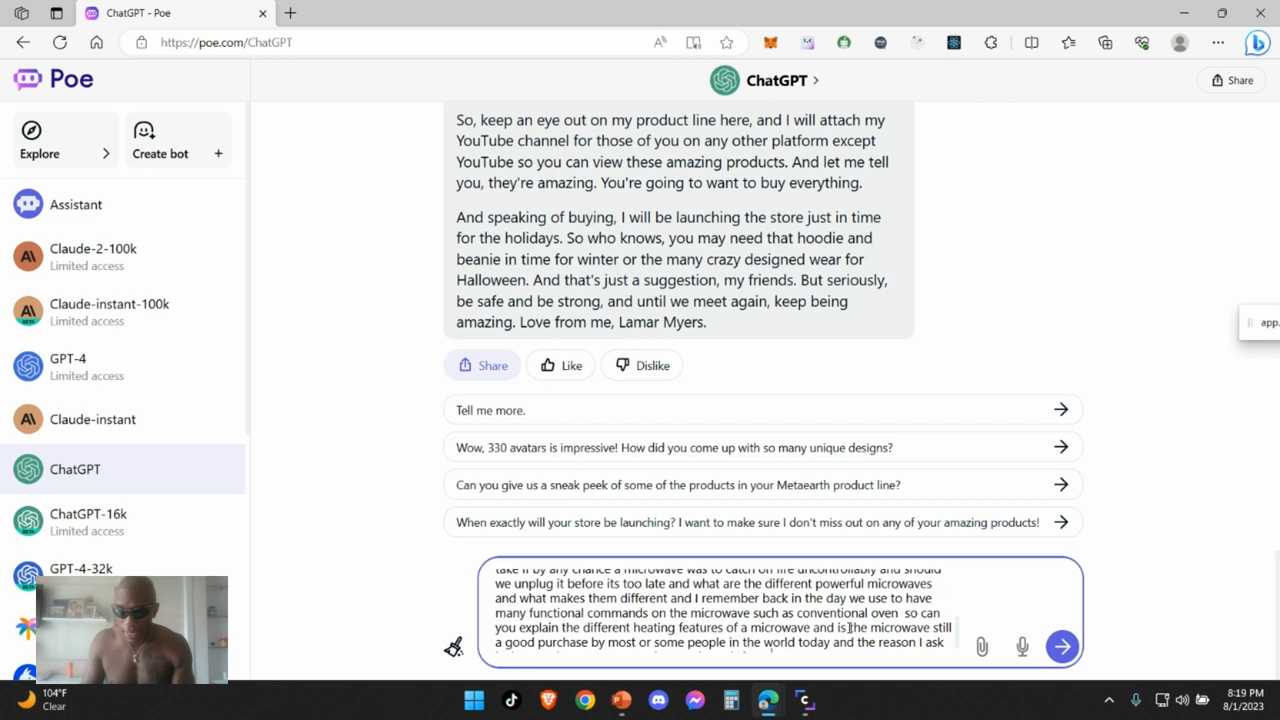 ChatGPT - Poe
https://poe.com/ChatGPT
Poe
ChatGPT
Share
Explore
Create bot
Assistant
Claude-2-100k
Limited access
Claude-instant-100k
Limited access
GPT-4
Limited access
Claude-instant
ChatGPT
ChatGPT-16k
Limited access
GPT-4-32k
So, keep an eye out on my product line here, and I will attach my
YouTube channel for those of you on any other platform except
YouTube so you can view these amazing products. And let me tell
you, they're amazing. You're going to want to buy everything.
And speaking of buying, I will be launching the store just in time
for the holidays. So who knows, you may need that hoodie and
beanie in time for winter or the many crazy designed wear for
Halloween. And that's just a suggestion, my friends. But seriously,
be safe and be strong, and until we meet again, keep being
amazing. Love from me, Lamar Myers.
Share Like Dislike
Tell me more.
Wow, 330 avatars is impressive! How did you come up with so many unique designs?
Can you give us a sneak peek of some of the products in your Metaearth product line?
When exactly will your store be launching? I want to make sure I don't miss out on any of your amazing products!
take if by any chance a microwave was to catch on fire uncontrollably and should
we unplug it before its too late and what are the different powerful microwaves
and what makes them different and I remember back in the day we use to have
many functional commands on the microwave such as conventional oven so can
you explain the different heating features of a microwave and is the microwave still
a good purchase by most or some people in the world today and the reason I ask
app.
104°F
Clear
8:19 PM
8/1/2023